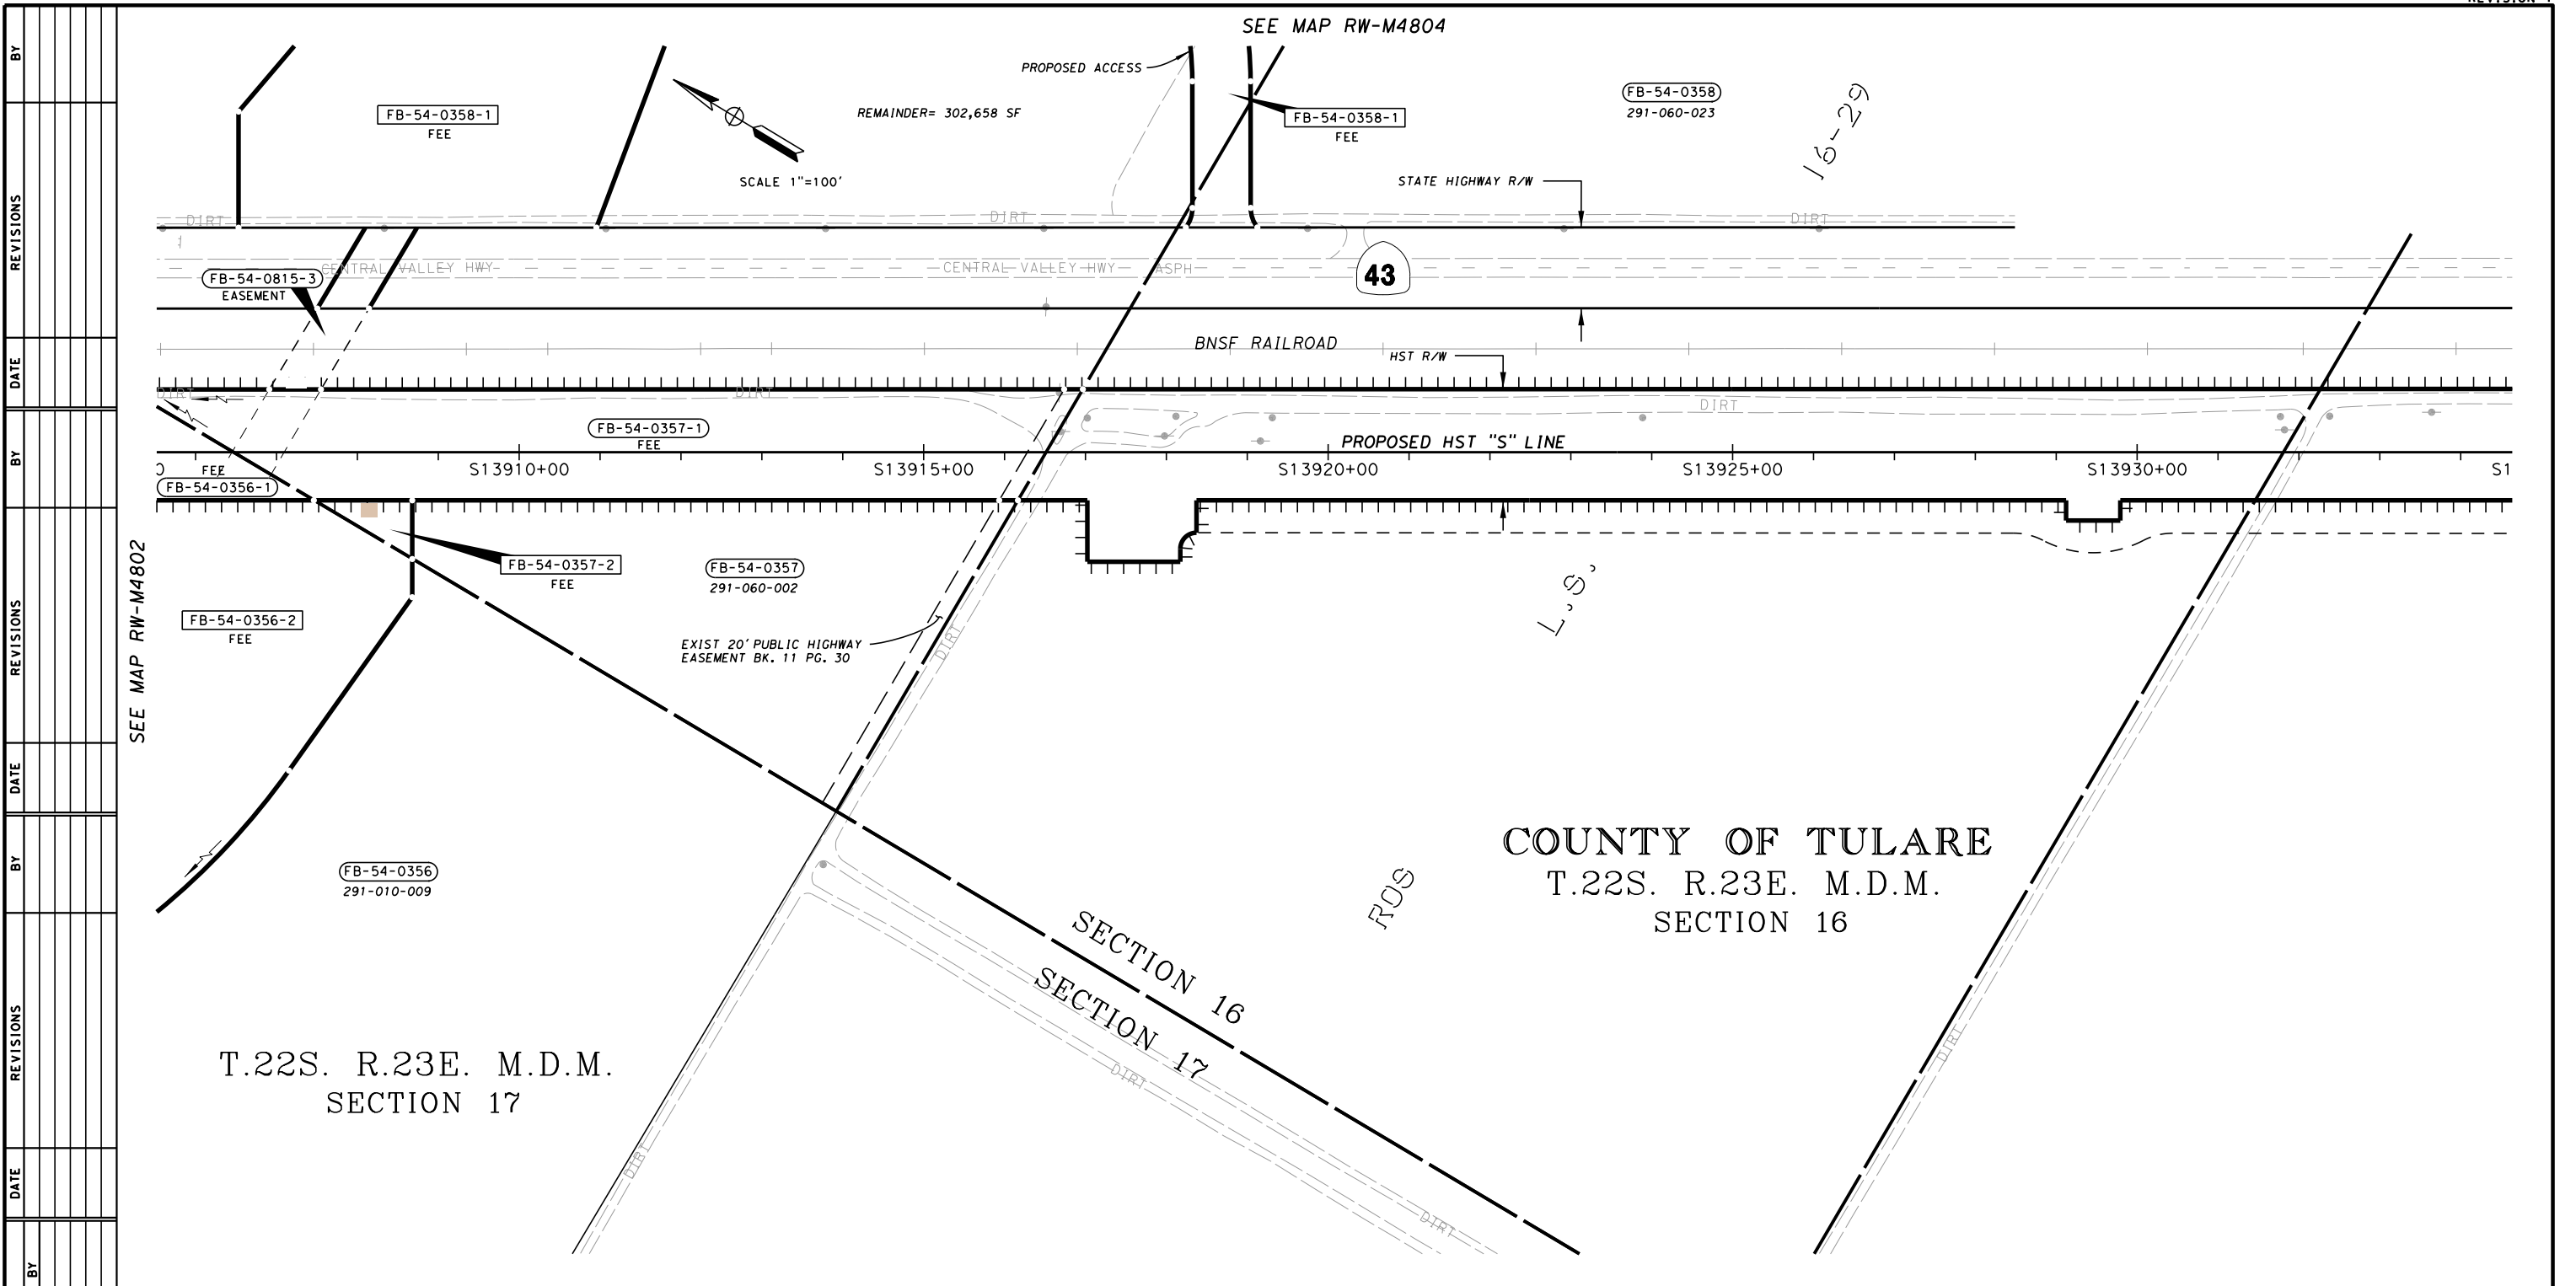 SEE MAP RW-M4804
PROPOSED ACCESS
FB-54-0358-1
FEE
REMAINDER= 302,658 SF
SCALE 1"=100'
FB-54-0358-1
FEE
FB-54-0358
291-060-023
16-29
STATE HIGHWAY R/W
DIRT
DIRT
DIRT
CENTRAL VALLEY HWY
CENTRAL VALLEY HWY
ASPH
43
FB-54-0815-3
EASEMENT
BNSF RAILROAD
HST R/W
DIRT
DIRT
DIRT
FB-54-0357-1
FEE
PROPOSED HST "S" LINE
S13910+00
S13915+00
S13920+00
S13925+00
S13930+00
S1
FEE
FB-54-0356-1
SEE MAP RW-M4802
FB-54-0357-2
FEE
FB-54-0357
291-060-002
FB-54-0356-2
FEE
EXIST 20' PUBLIC HIGHWAY
EASEMENT BK. 11 PG. 30
DIRT
L.S.
ROS
FB-54-0356
291-010-009
COUNTY OF TULARE
T.22S. R.23E. M.D.M.
SECTION 16
SECTION 16
SECTION 17
T.22S. R.23E. M.D.M.
SECTION 17
DIRT
DIRT
DIRT
DIRT
BY
REVISIONS
DATE
BY
REVISIONS
DATE
BY
REVISIONS
DATE
BY